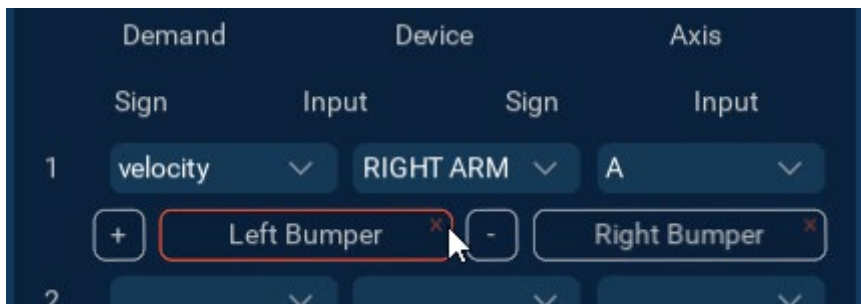 Demand Device Axis
Sign Input Sign Input
1 velocity RIGHT ARM A
+ Left Bumper × - Right Bumper ×
2